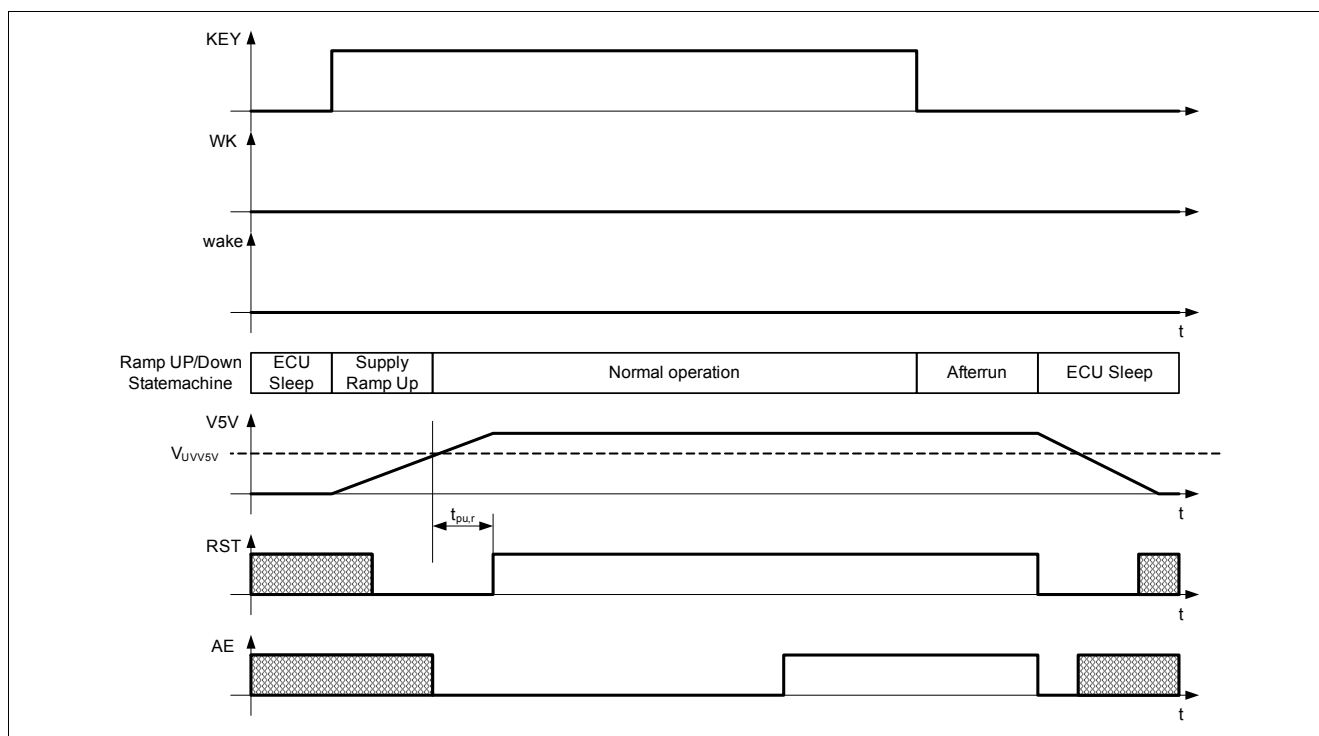 KEY
WK
wake
t
Ramp UP/Down
Statemachine
ECU
Sleep
Supply
Ramp Up
Normal operation
Afterrun
ECU Sleep
V5V
VUVV5V
t
tpu,r
RST
t
AE
t